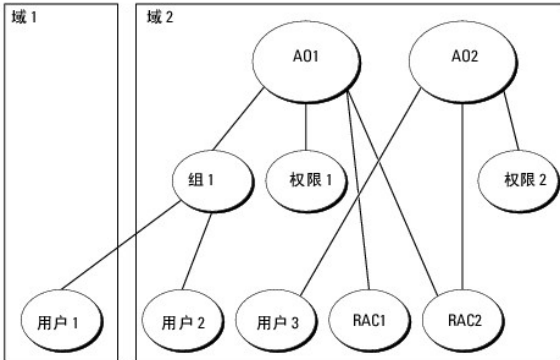 域 1
域 2
A01
A02
组 1
权限 1
权限 2
用户 1
用户 2
用户 3
RAC1
RAC2